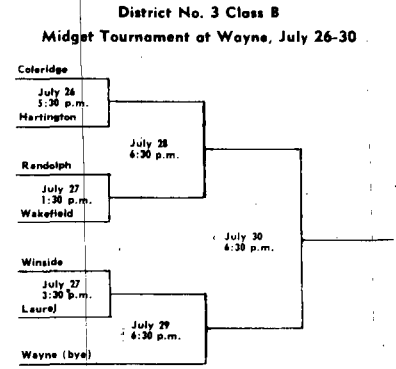 District No. 3 Class B
Midget Tournament at Wayne, July 26-30
Coleridge
July 26
5:30 p.m.
Hartington
July 28
6:30 p.m.
Randolph
July 27
1:30 p.m.
Wakefield
July 30
6:30 p.m.
Winside
July 27
3:30 p.m.
Laurel
July 29
6:30 p.m.
Wayne (bye)